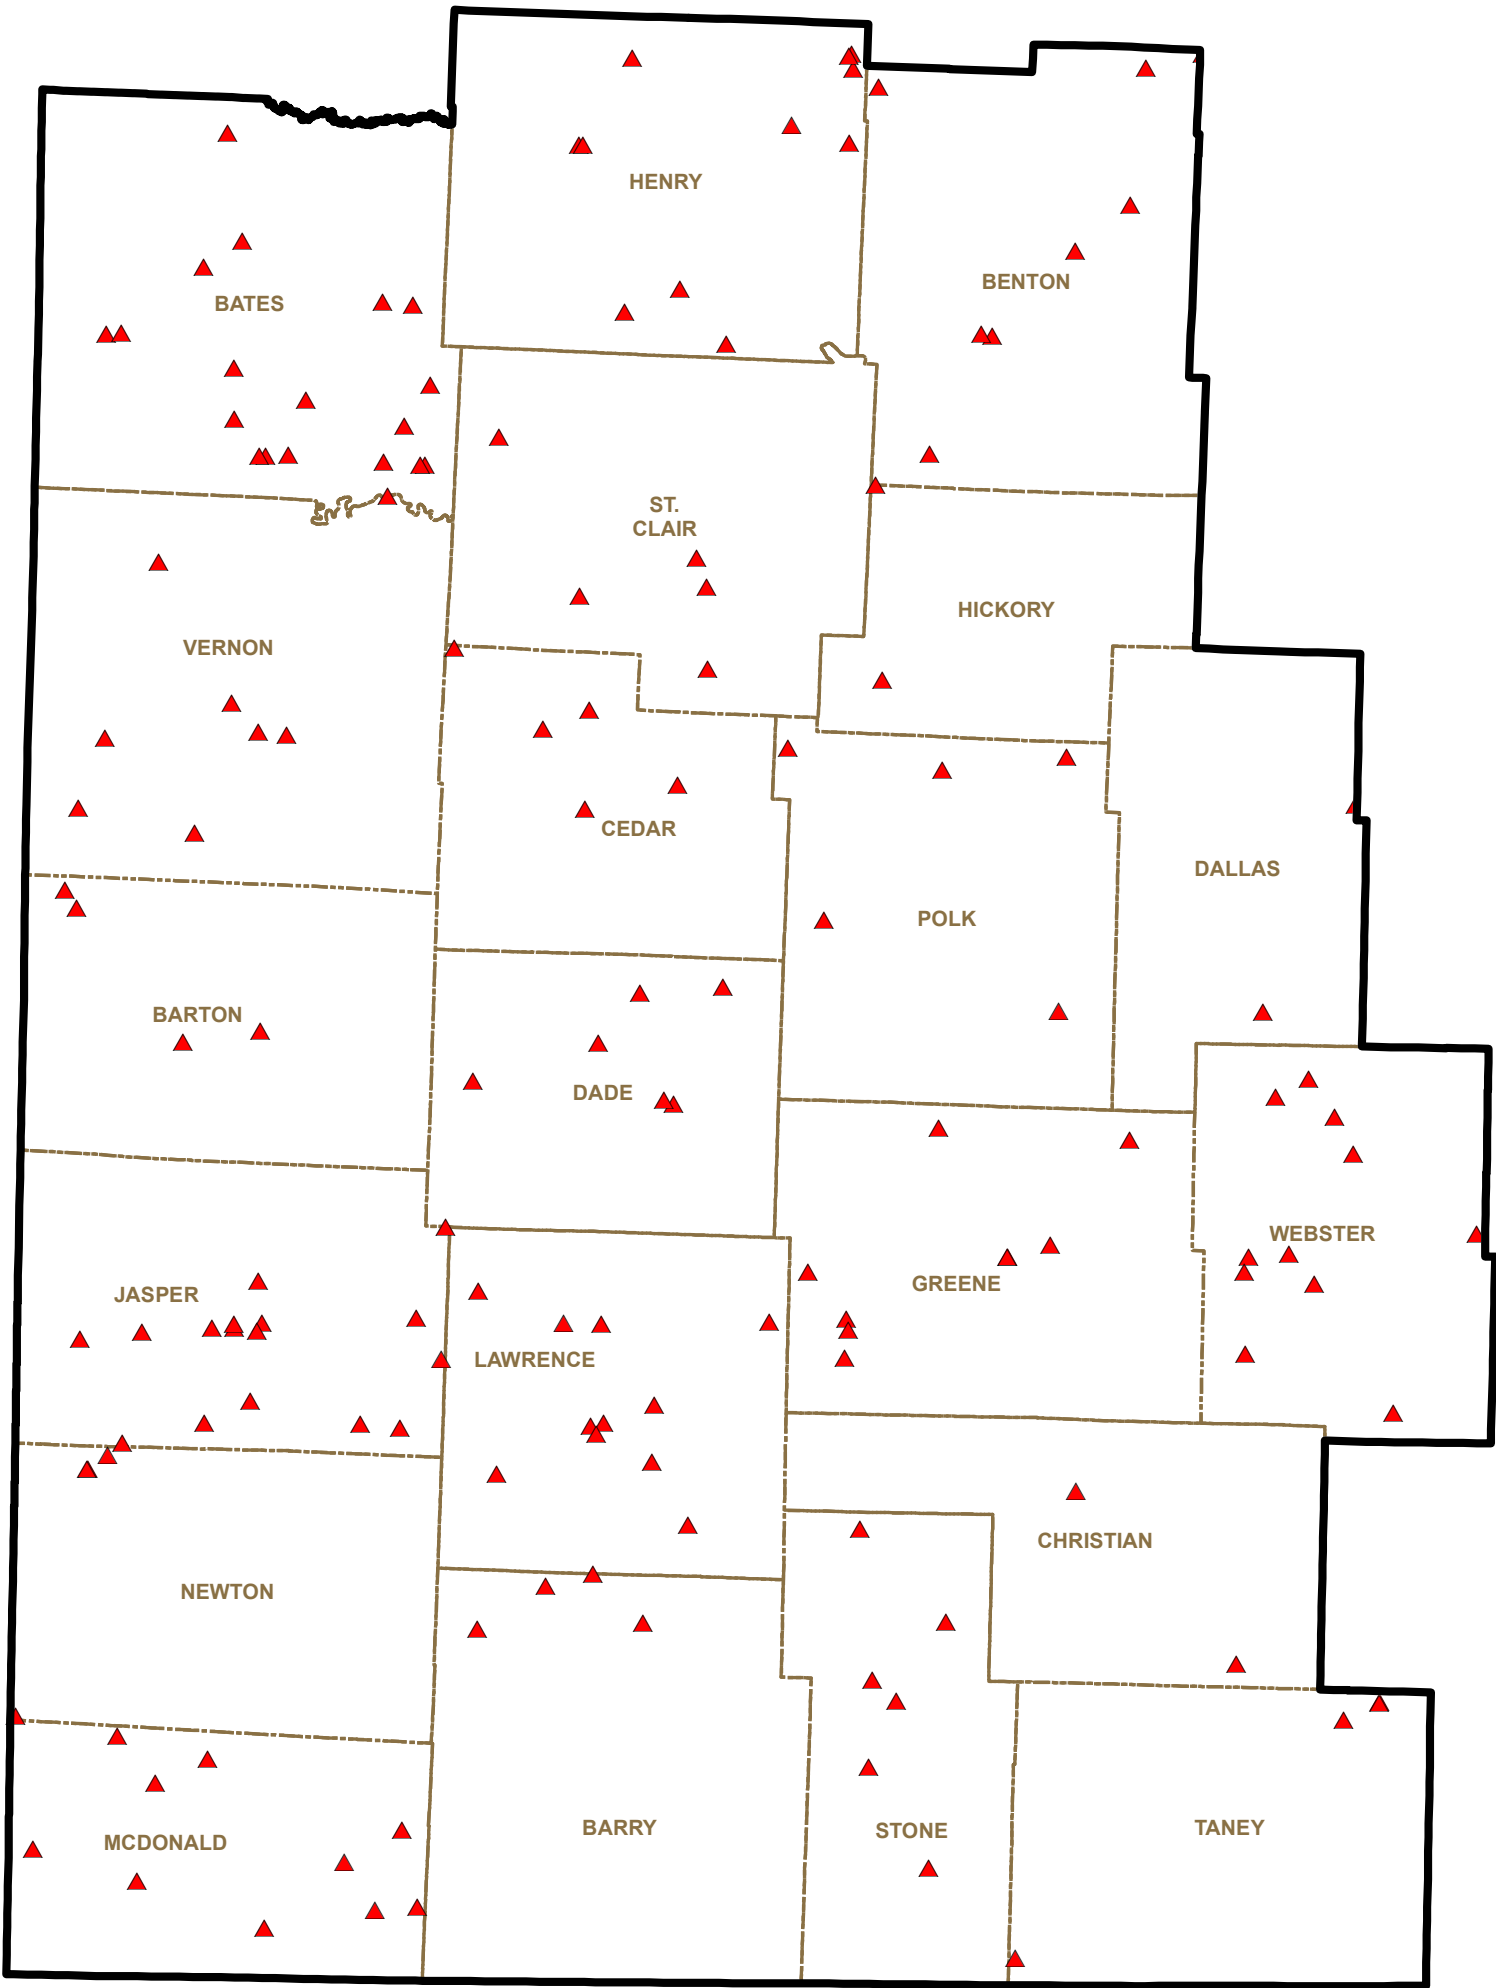 HENRY
BENTON
BATES
ST.
CLAIR
HICKORY
VERNON
CEDAR
DALLAS
POLK
BARTON
DADE
WEBSTER
GREENE
JASPER
LAWRENCE
CHRISTIAN
NEWTON
BARRY
TANEY
STONE
MCDONALD